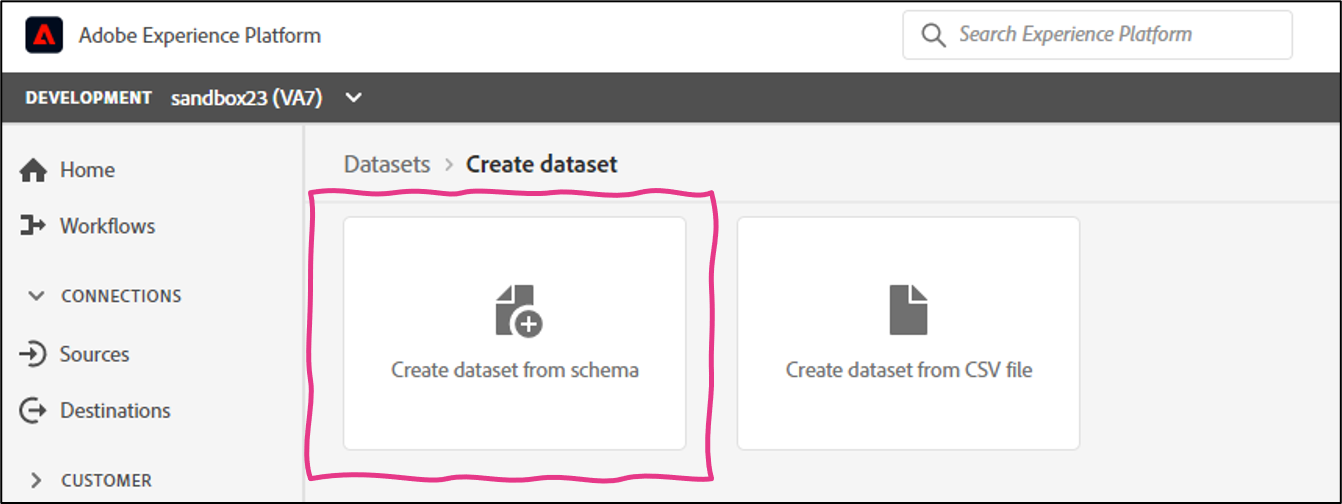 Adobe Experience Platform
Search Experience Platform
DEVELOPMENT sandbox23 (VA7)
Home
Datasets > Create dataset
Workflows
CONNECTIONS
Sources
Destinations
CUSTOMER
Create dataset from schema
Create dataset from CSV file